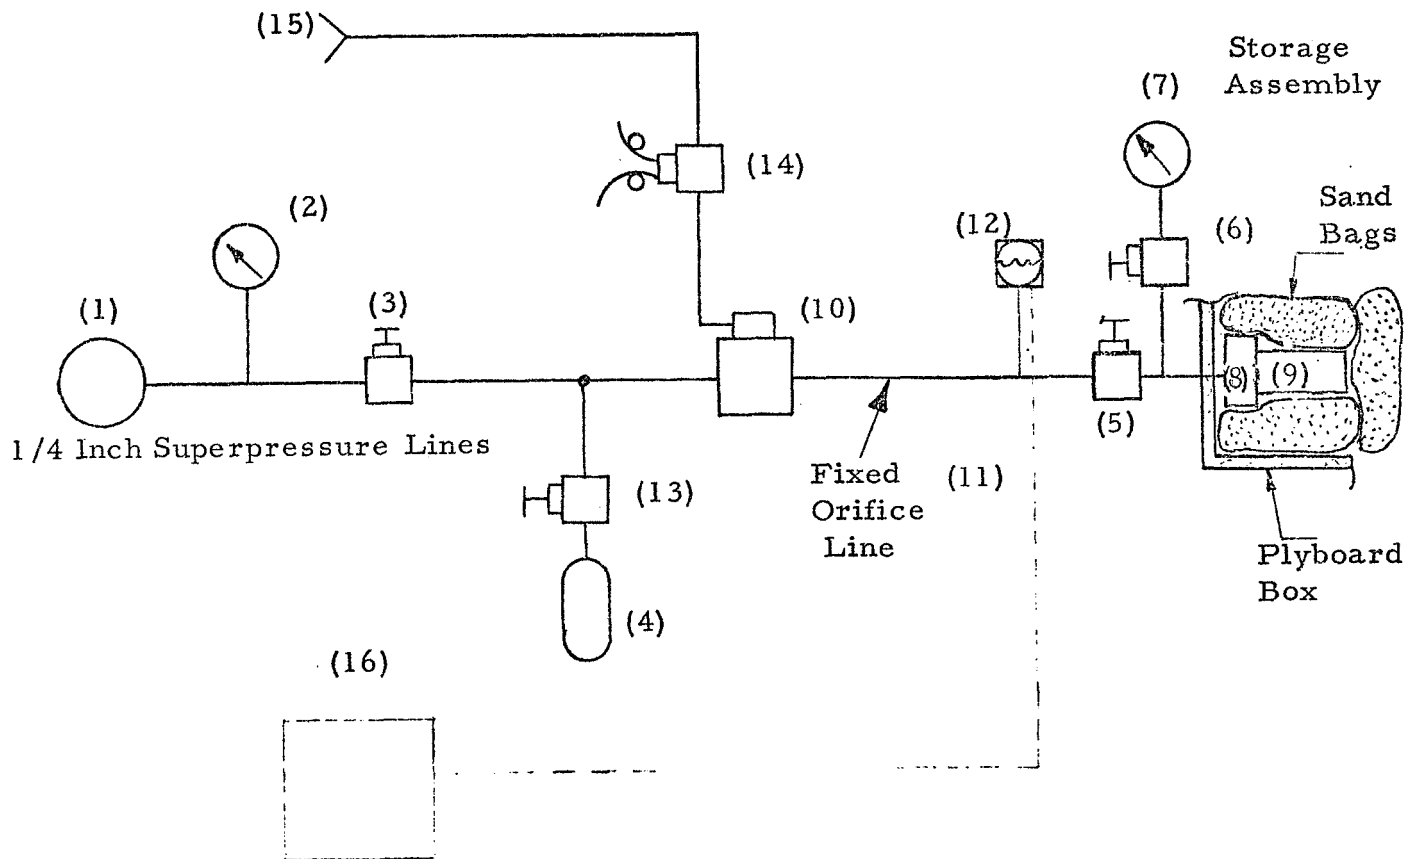 (15)
Storage
Assembly
(7)
(14)
Sand
Bags
(2)
(12)
(6)
(1)
(3)
(10)
(8)
(9)
1/4 Inch Superpressure Lines
(5)
(13)
Fixed
Orifice
Line
(11)
Plyboard
Box
(4)
(16)